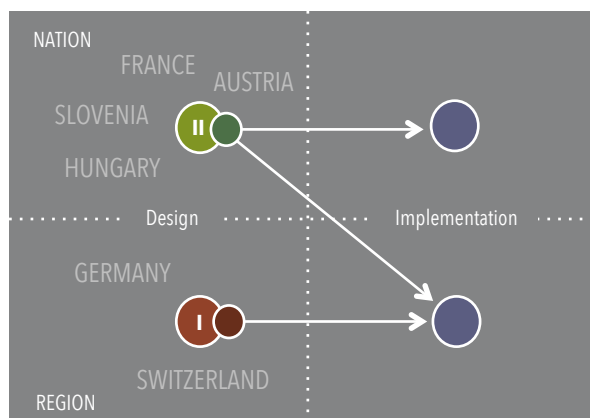 NATION
FRANCE
AUSTRIA
SLOVENIA
II
HUNGARY
Design
Implementation
GERMANY
I
SWITZERLAND
REGION